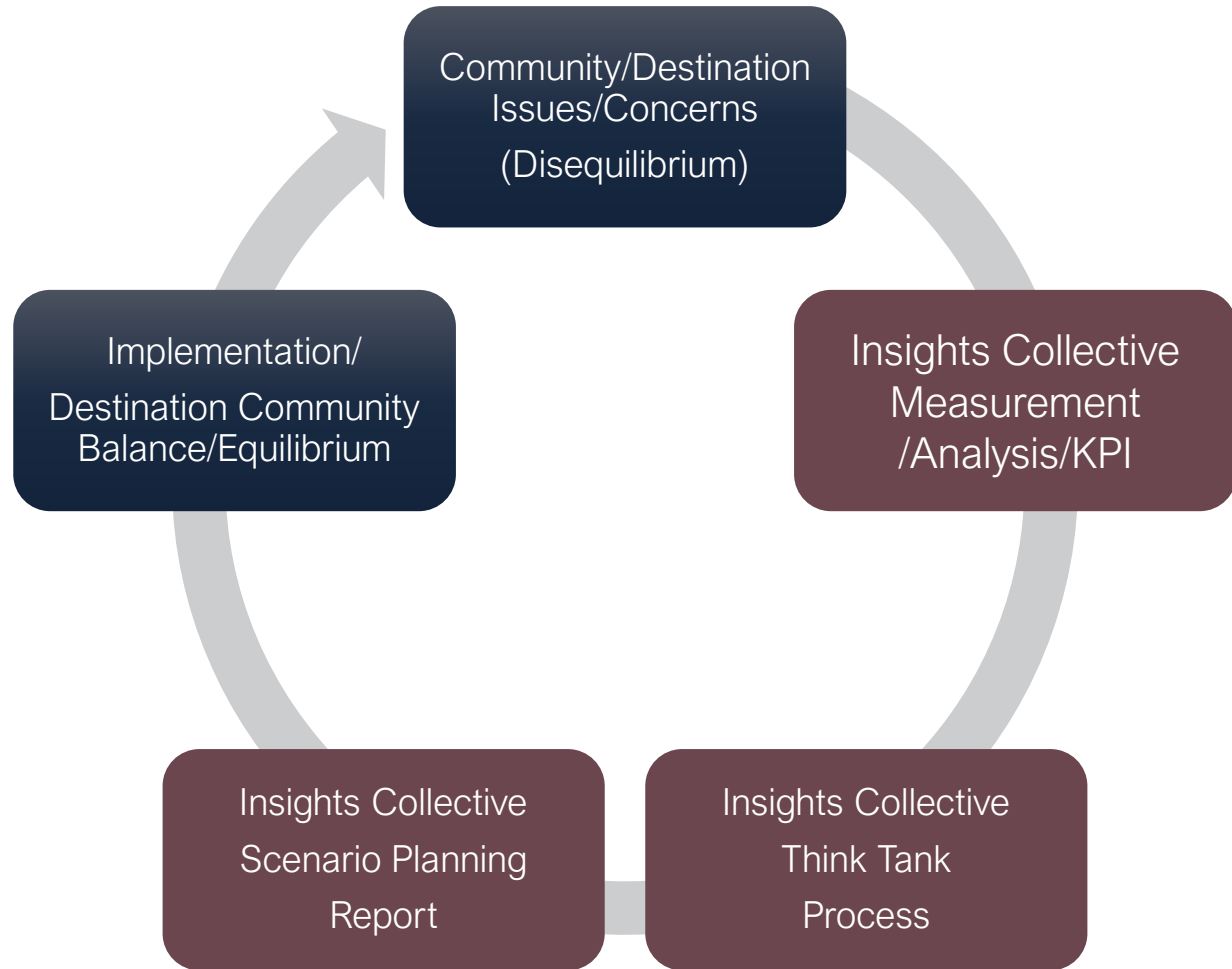 Community/Destination
Issues/Concerns
(Disequilibrium)
Insights Collective
Measurement
/Analysis/KPI
Insights Collective
Think Tank
Process
Insights Collective
Scenario Planning
Report
Implementation/
Destination Community
Balance/Equilibrium